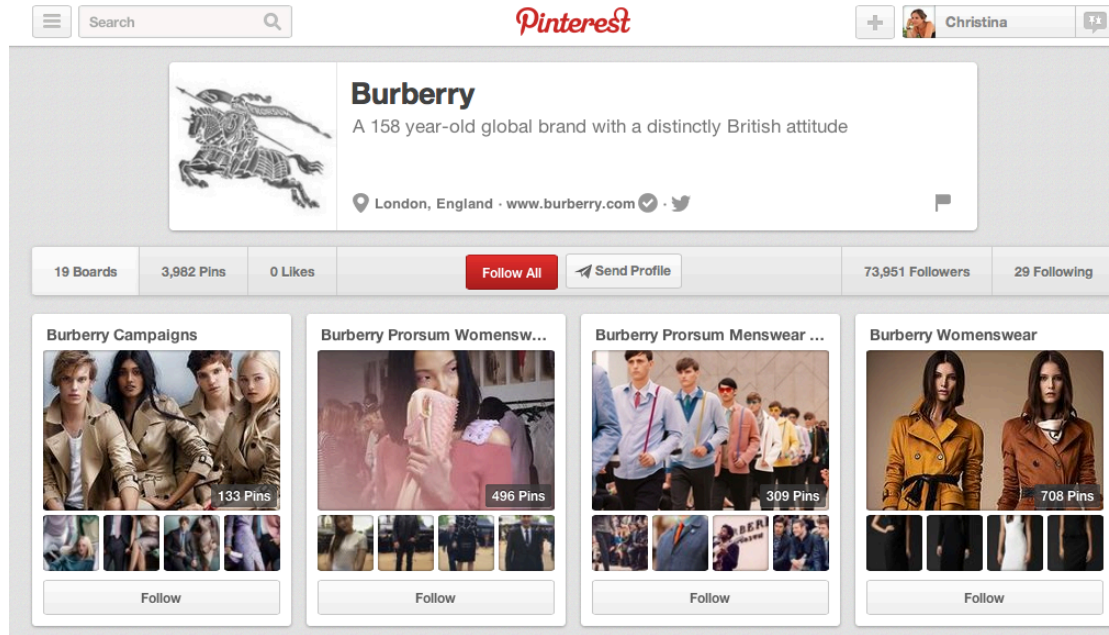 Search
Pinterest
Christina
Burberry
A 158 year-old global brand with a distinctly British attitude
London, England · www.burberry.com ·
19 Boards
3,982 Pins
0 Likes
Follow All
Send Profile
73,951 Followers
29 Following
Burberry Campaigns
133 Pins
Follow
Burberry Prorsum Womensw...
496 Pins
Follow
Burberry Prorsum Menswear ...
309 Pins
Follow
Burberry Womenswear
708 Pins
Follow